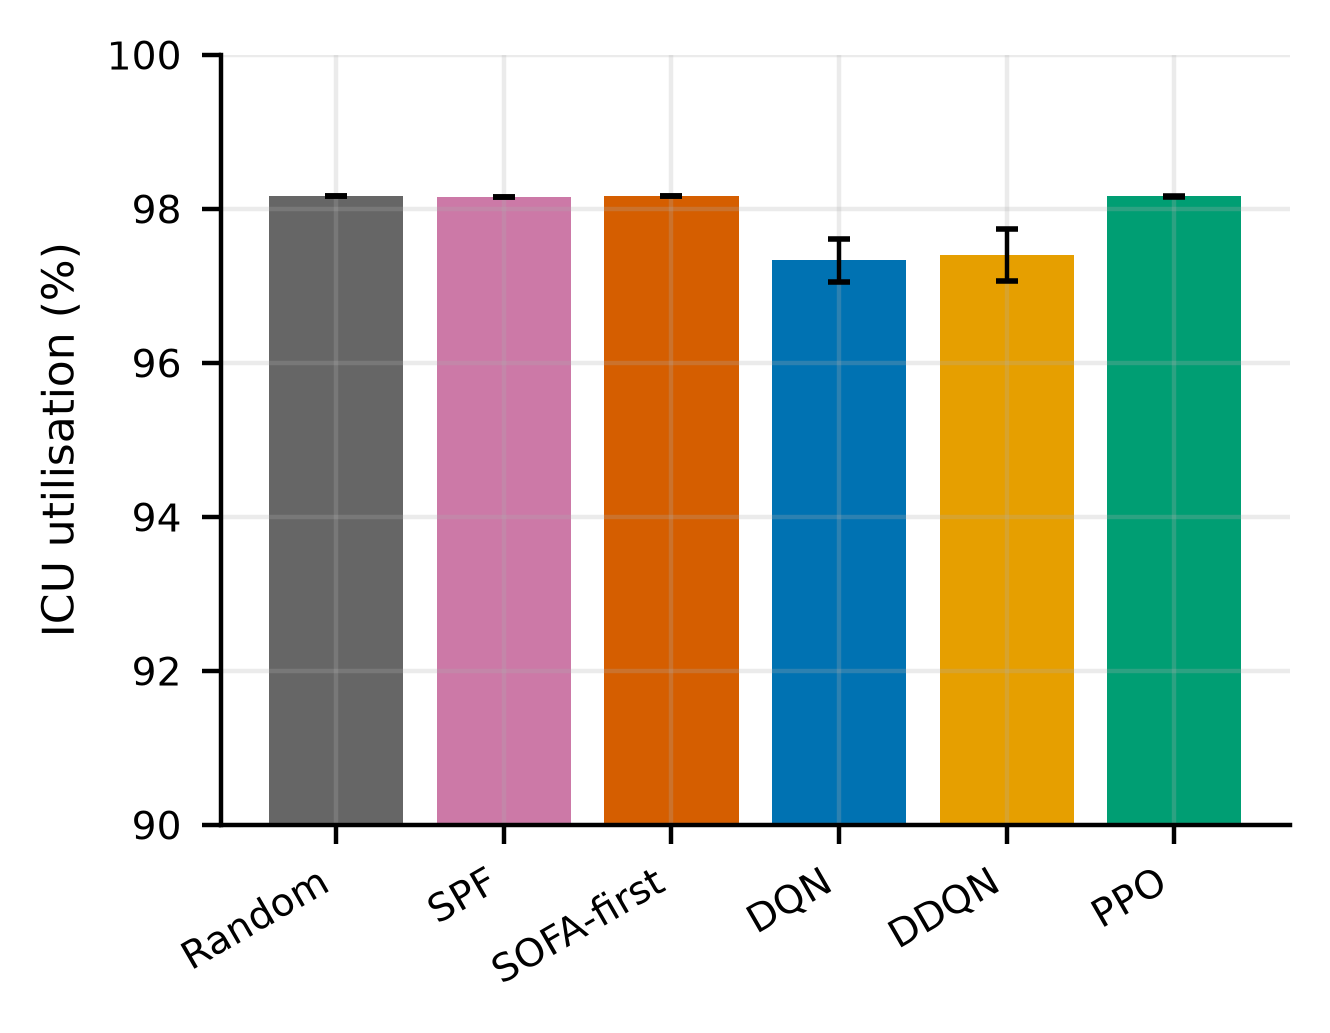 100
98
96
94
92
90
ICU utilisation (%)
Random
SPF
SOFA-first
DQN
DDQN
PPO